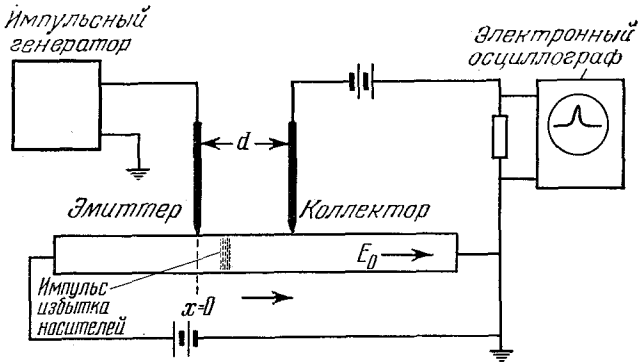 Импульсный
генератор
Электронный
осциллограф
d
Эмиттер
Коллектор
E₀
Импульс
избытка
носителей
x=0